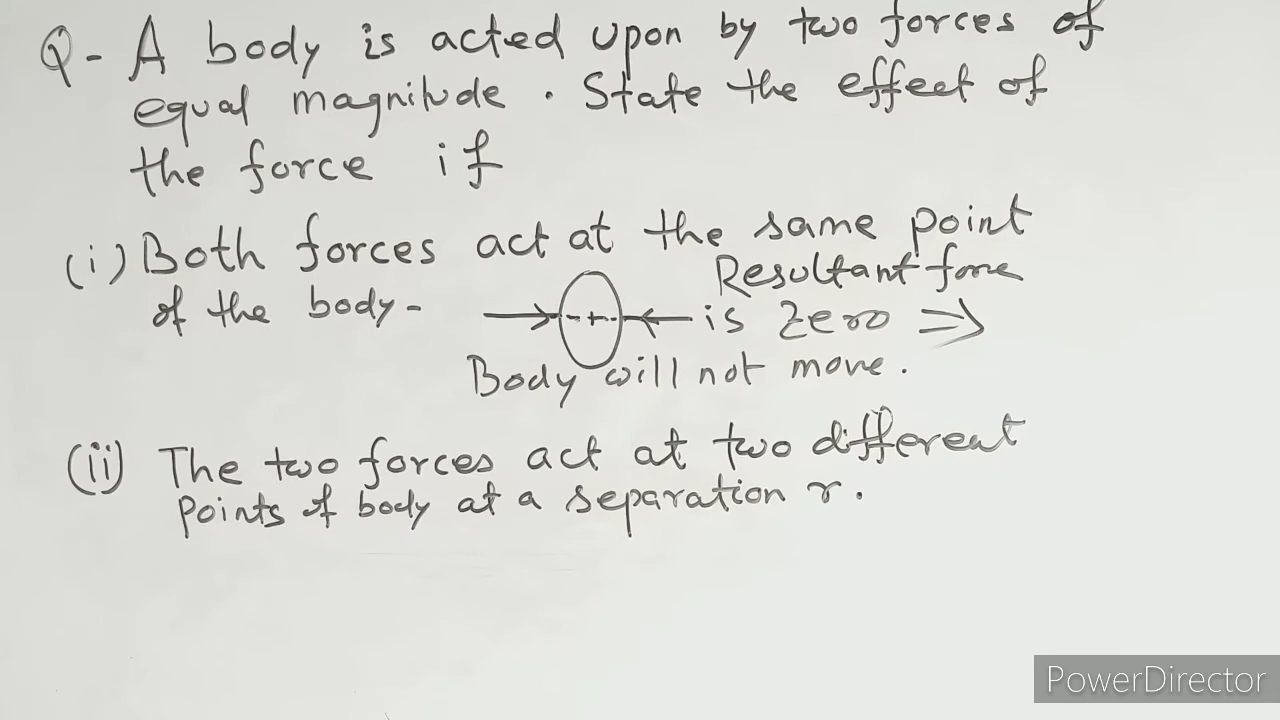 Q- A body is acted upon by two forces of
equal magnitude. State the effect of
the force if
(i) Both forces act at the same point
of the body-
Resultant force
is zero ⇒
Body will not move.
(ii) The two forces act at two different
points of body at a separation r.
PowerDirector